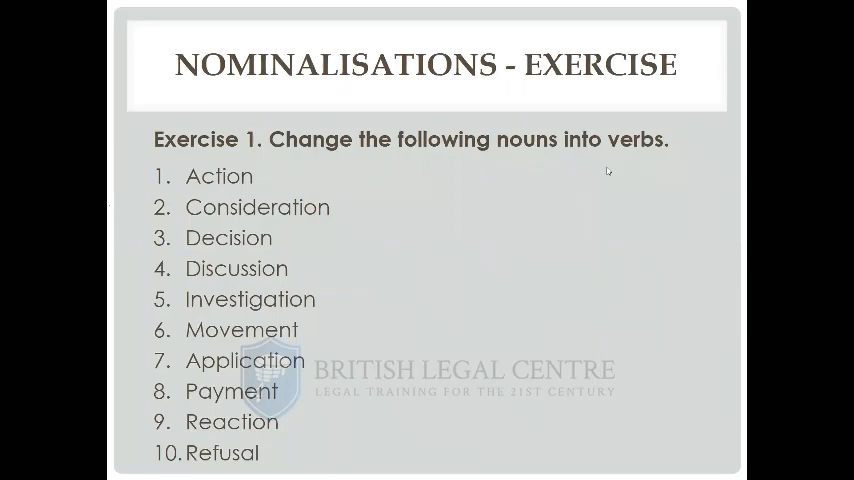 NOMINALISATIONS - EXERCISE
Exercise 1. Change the following nouns into verbs.
1. Action
2. Consideration
3. Decision
4. Discussion
5. Investigation
6. Movement
7. Application
BRITISH LEGAL CENTRE
LEGAL TRAINING FOR THE 21ST CENTURY
8. Payment
9. Reaction
10. Refusal